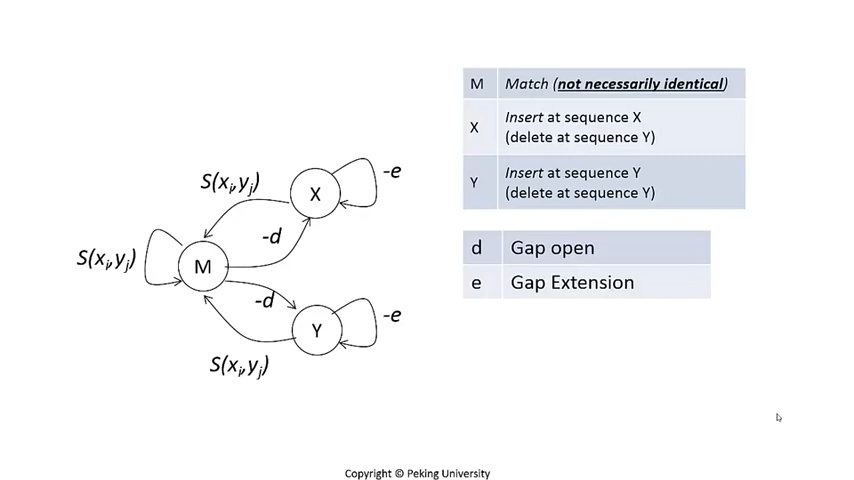 M Match (not necessarily identical)
X Insert at sequence X
(delete at sequence Y)
Y Insert at sequence Y
(delete at sequence Y)
d Gap open
e Gap Extension
S(xi,yj)
X
-e
-d
S(xi,yj)
M
-d
Y
-e
S(xi,yj)
Copyright © Peking University